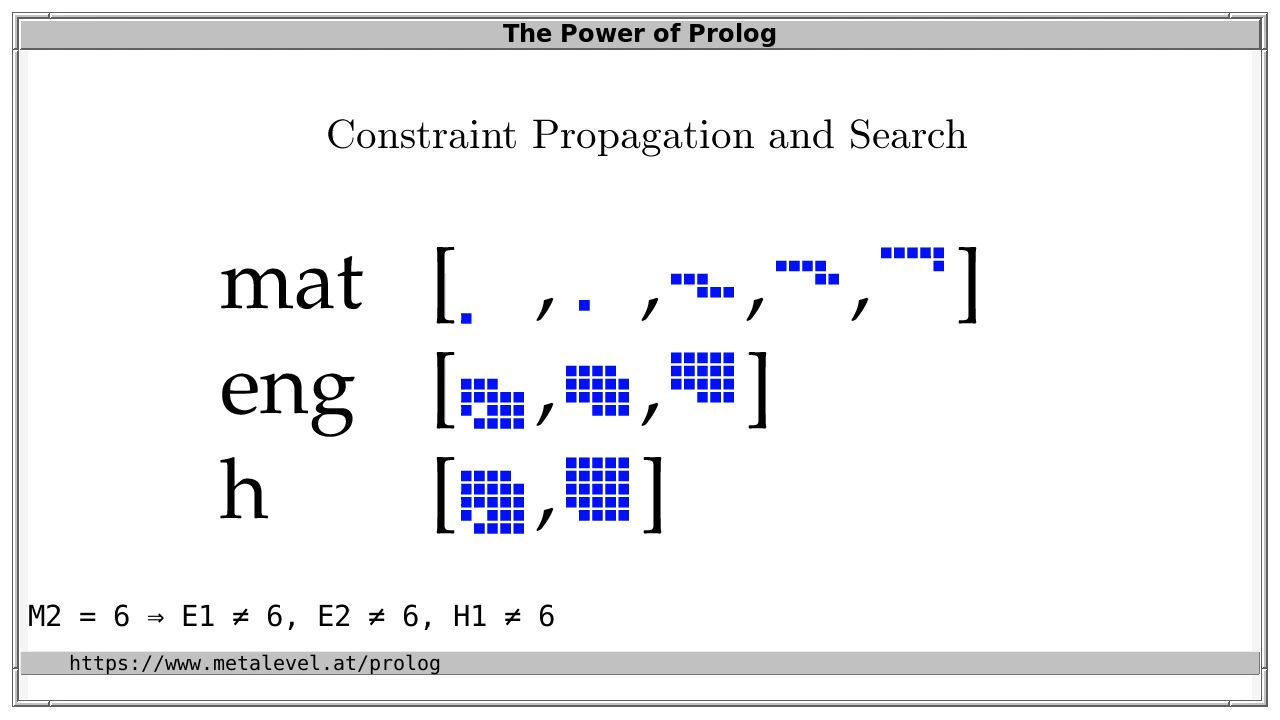 The Power of Prolog
Constraint Propagation and Search
mat [ , , , , ]
eng [ , , ]
h [ , ]
M2 = 6 ⇒ E1 ≠ 6, E2 ≠ 6, H1 ≠ 6
https://www.metalevel.at/prolog